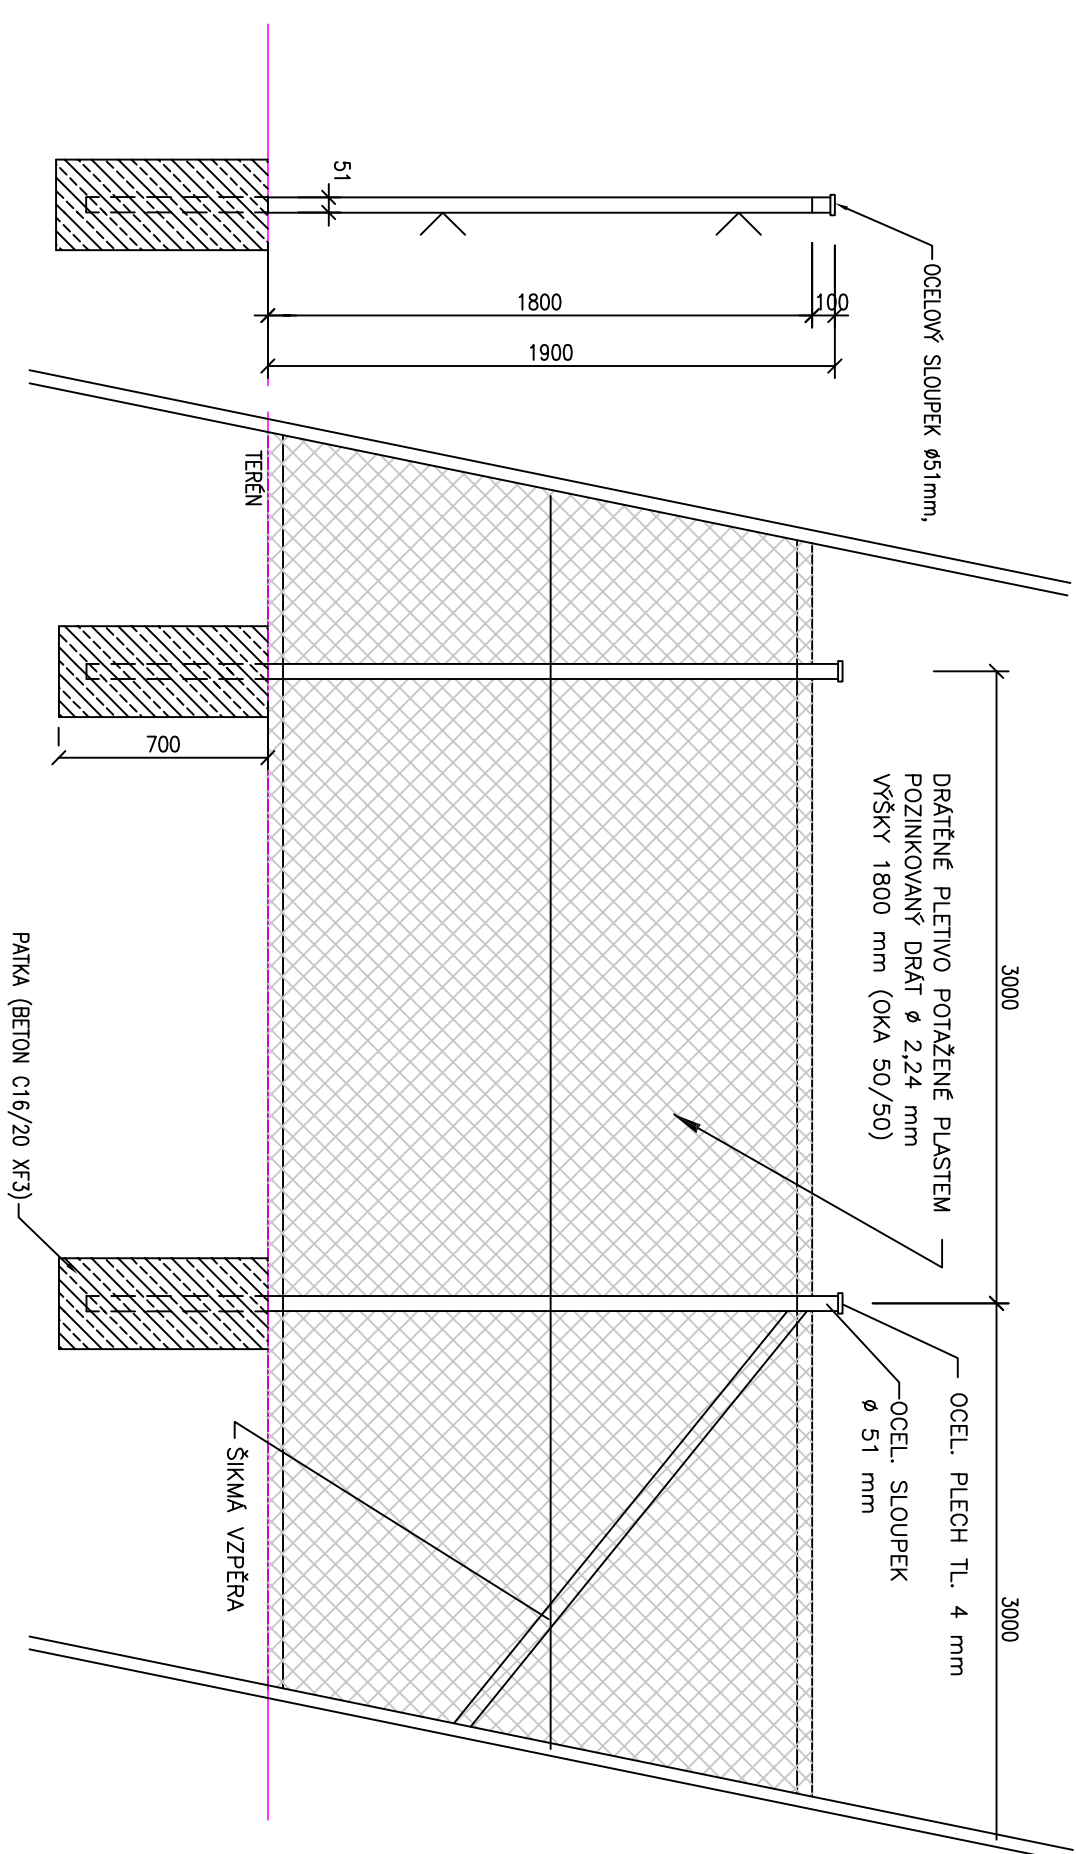 OCELOVÝ SLOUPEK ø51mm,
51
1800
100
1900
TERÉN
700
3000
3000
DRÁTĚNÉ PLETIVO POTAŽENÉ PLASTEM
POZINKOVANÝ DRÁT ø 2,24 mm
VÝŠKY 1800 mm (OKA 50/50)
OCEL. PLECH TL. 4 mm
OCEL. SLOUPEK
ø 51 mm
ŠIKMÁ VZPĚRA
PATKA (BETON C16/20 XF3)